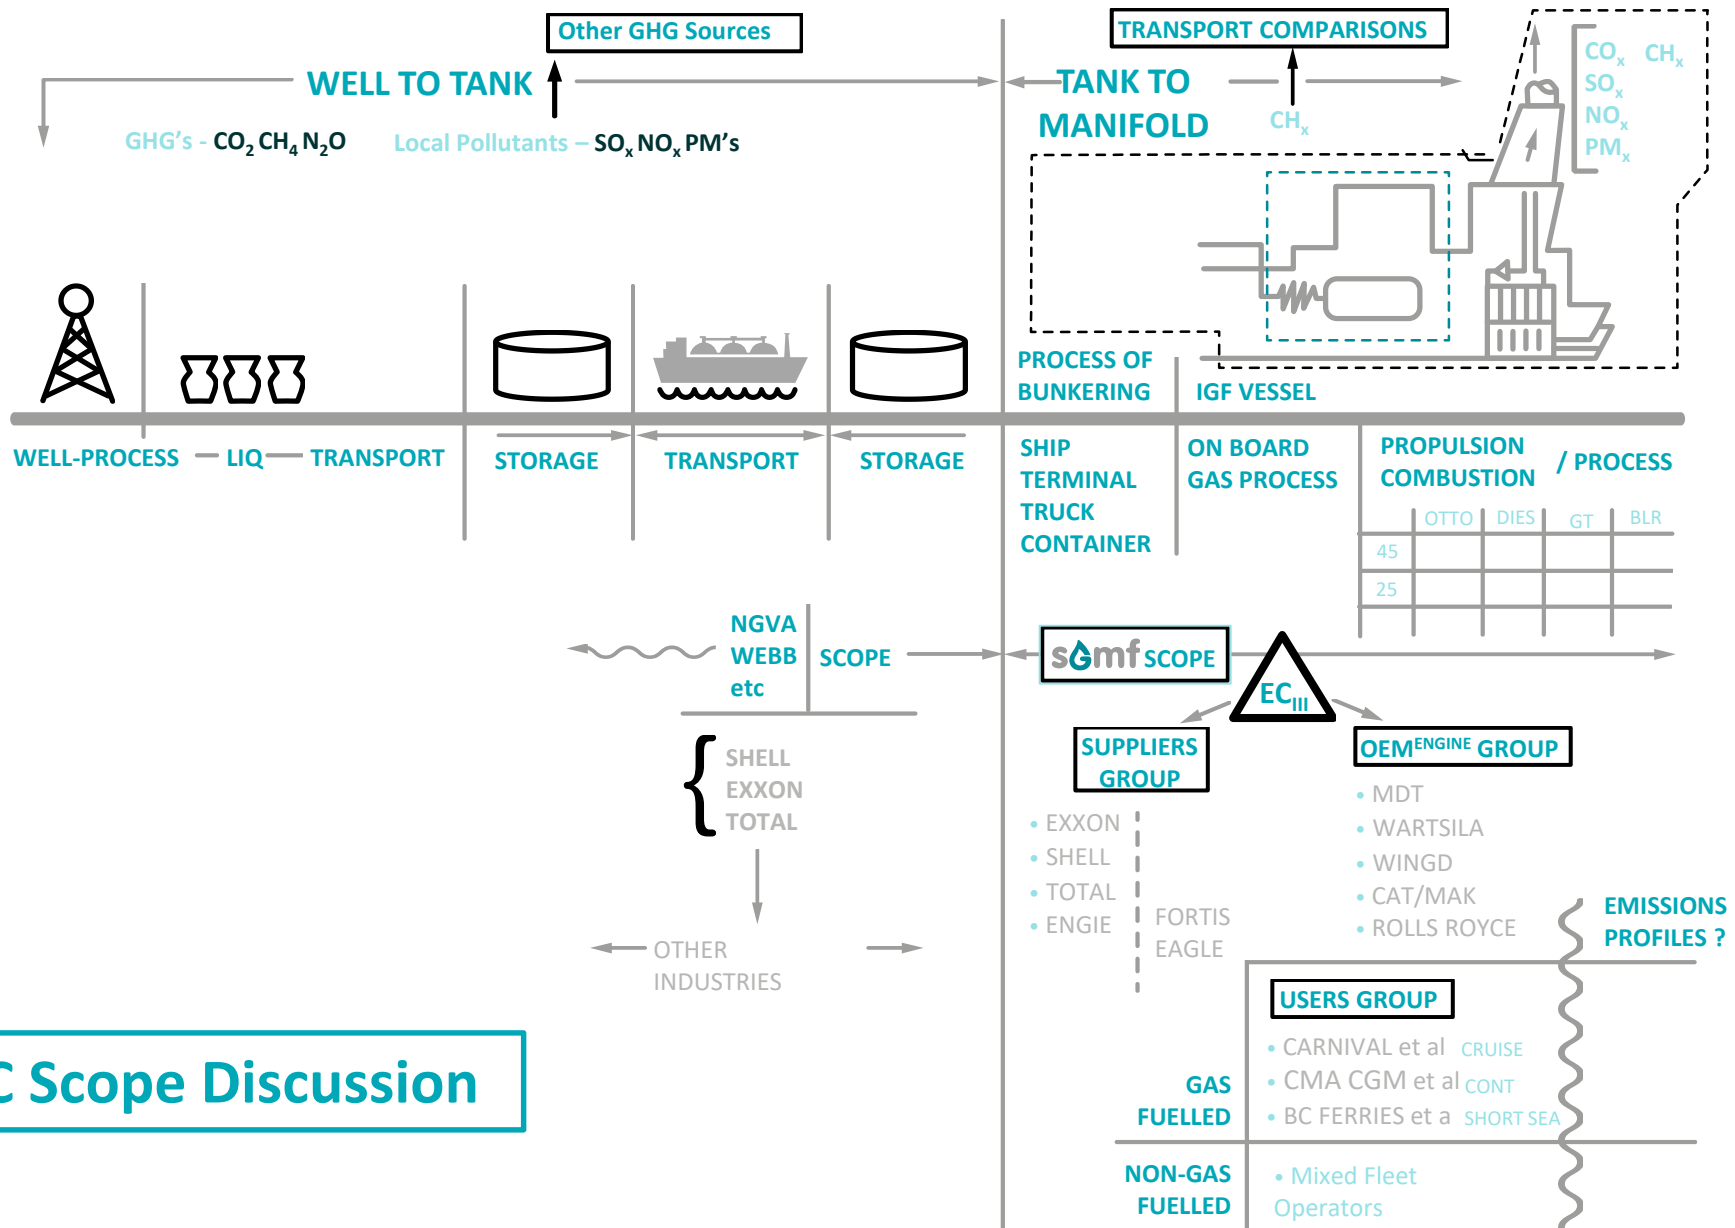 Other GHG Sources
TRANSPORT COMPARISONS
WELL TO TANK
TANK TO
MANIFOLD
GHG's - CO₂ CH₄ N₂O
Local Pollutants – SOₓ NOₓ PM's
CHₓ
COₓ CHₓ
SOₓ
NOₓ
PMₓ
PROCESS OF
BUNKERING
IGF VESSEL
WELL-PROCESS — LIQ — TRANSPORT
STORAGE
TRANSPORT
STORAGE
SHIP
TERMINAL
TRUCK
CONTAINER
ON BOARD
GAS PROCESS
PROPULSION
COMBUSTION
/ PROCESS
OTTO DIES GT BLR
45
25
NGVA
WEBB
etc
SCOPE
sGmf SCOPE
EC III
SUPPLIERS
GROUP
OEM ENGINE GROUP
SHELL
EXXON
TOTAL
• EXXON
• SHELL
• TOTAL
• ENGIE
FORTIS
EAGLE
• MDT
• WARTSILA
• WINGD
• CAT/MAK
• ROLLS ROYCE
EMISSIONS
PROFILES ?
OTHER
INDUSTRIES
USERS GROUP
• CARNIVAL et al CRUISE
• CMA CGM et al CONT
• BC FERRIES et a SHORT SEA
GAS
FUELLED
NON-GAS
FUELLED
• Mixed Fleet
Operators
C Scope Discussion